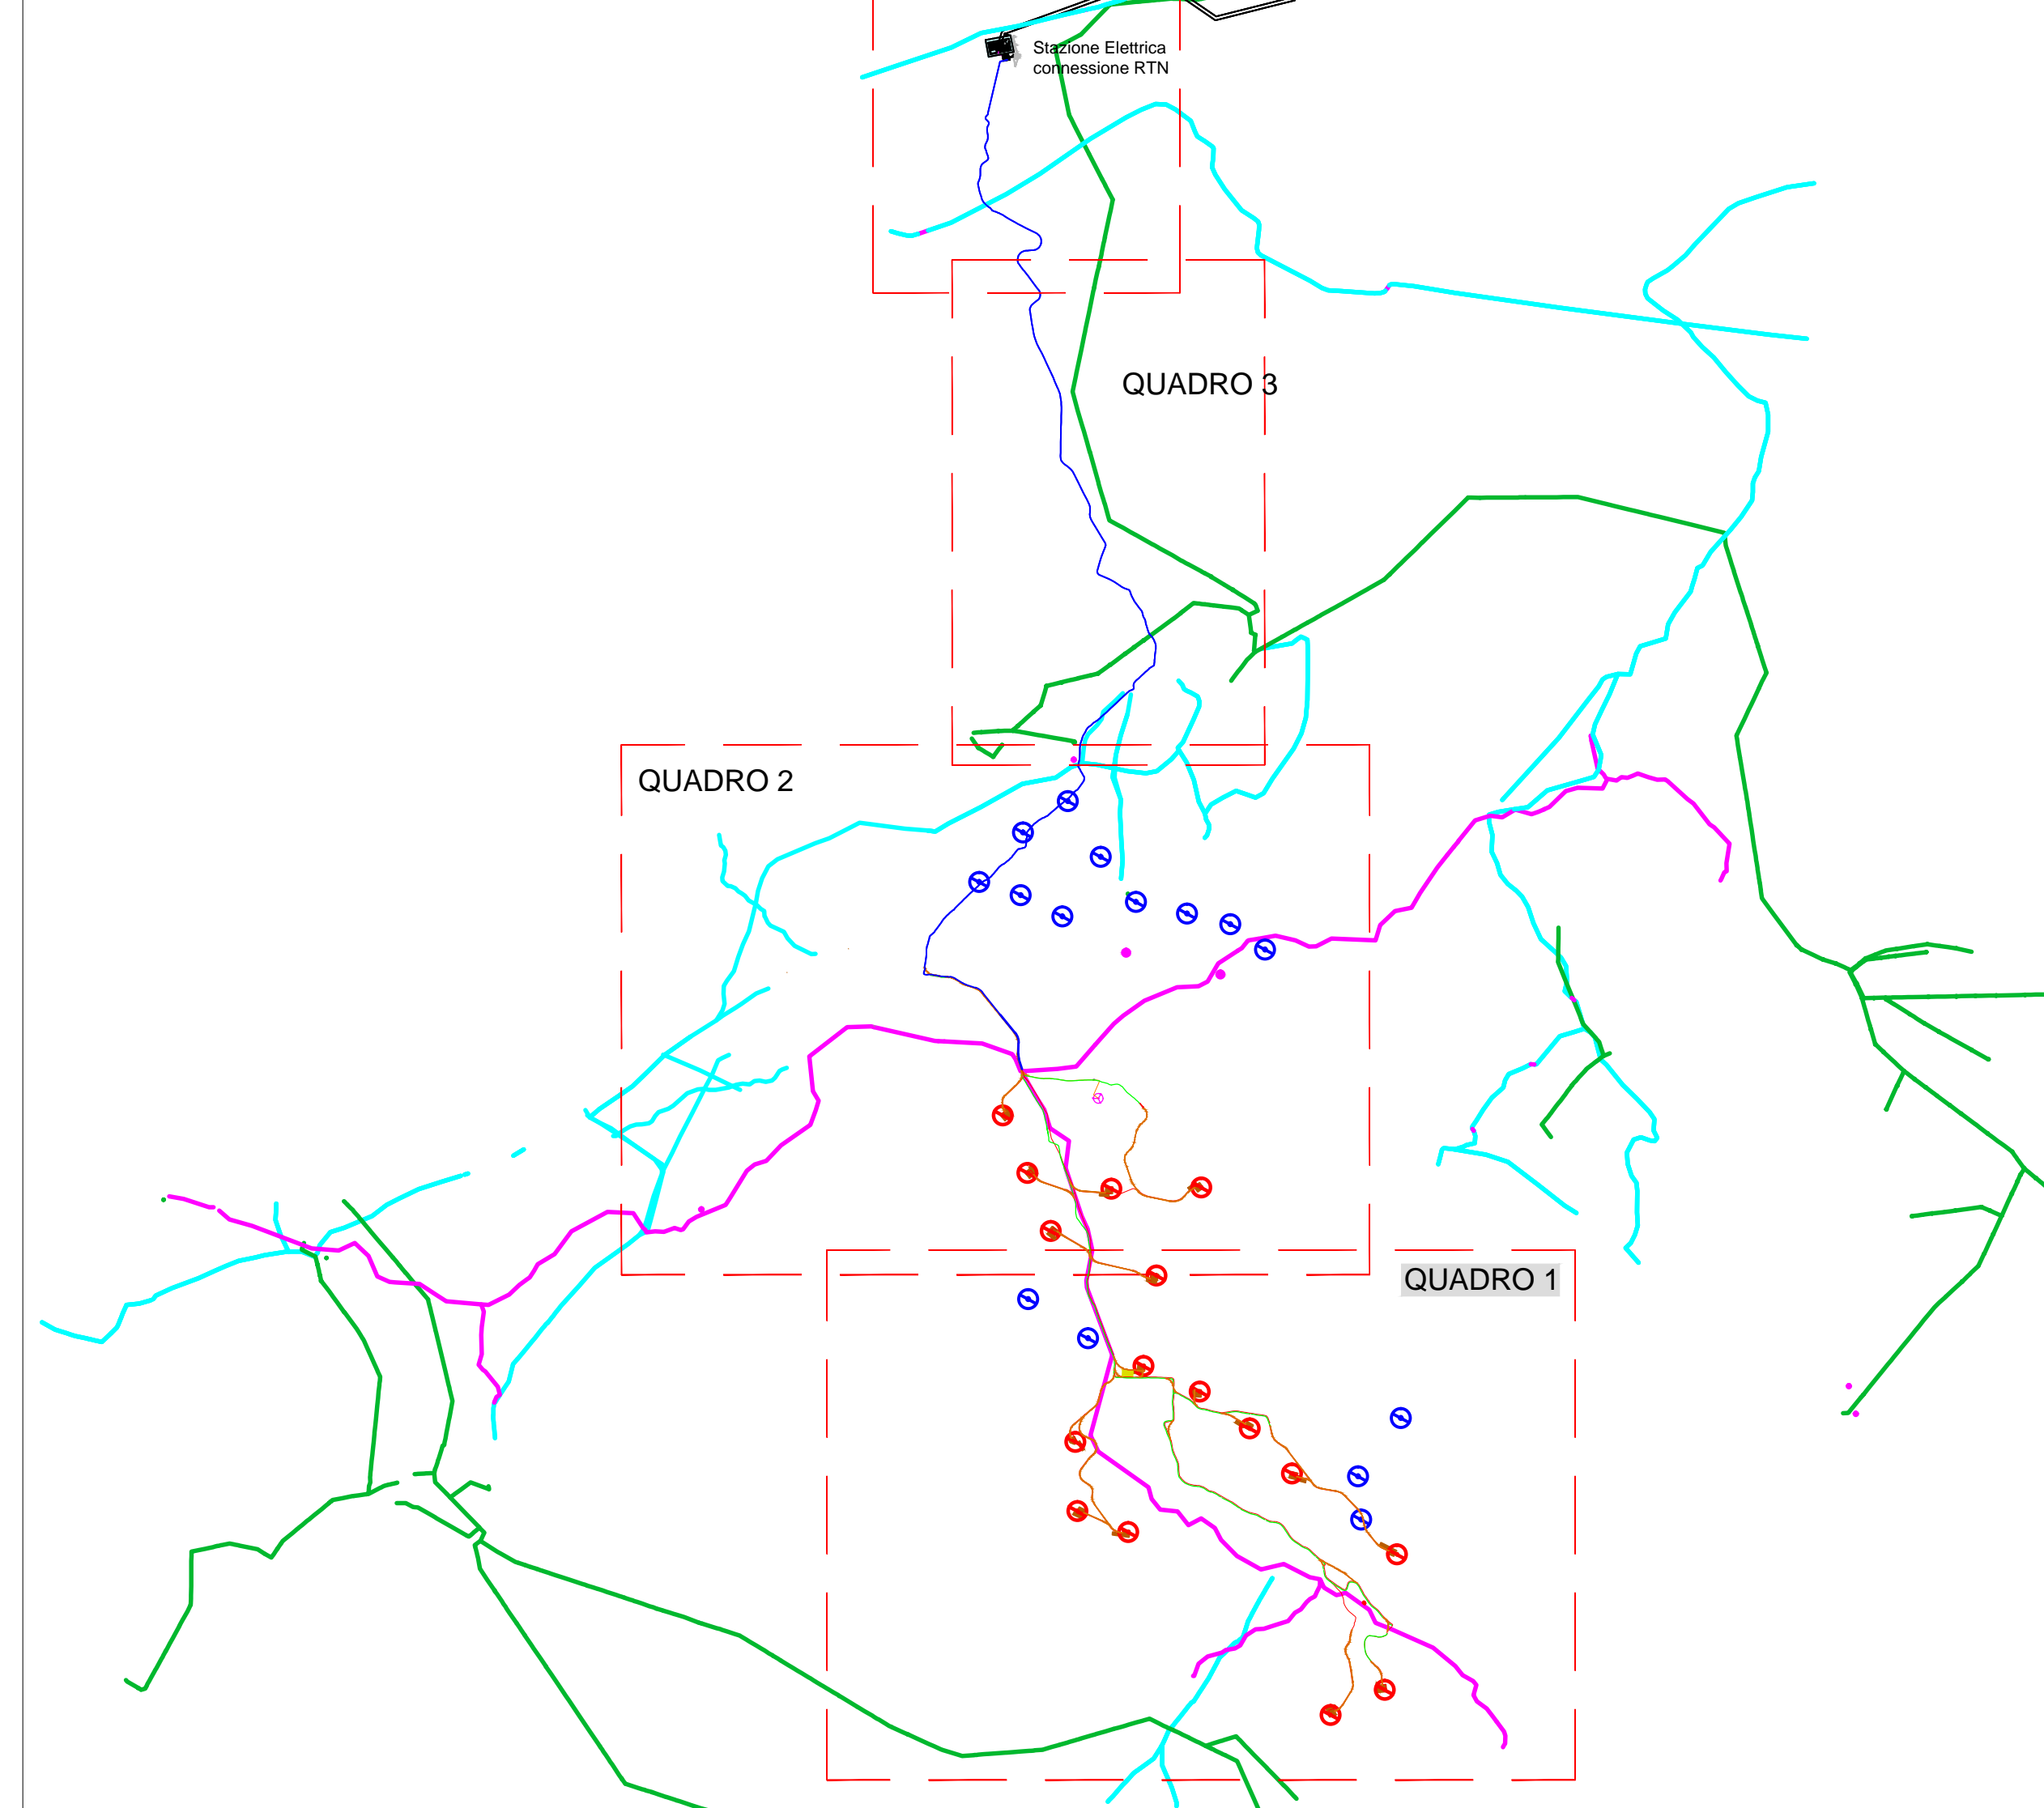 Stazione Elettrica
connessione RTN
QUADRO 3
QUADRO 2
QUADRO 1